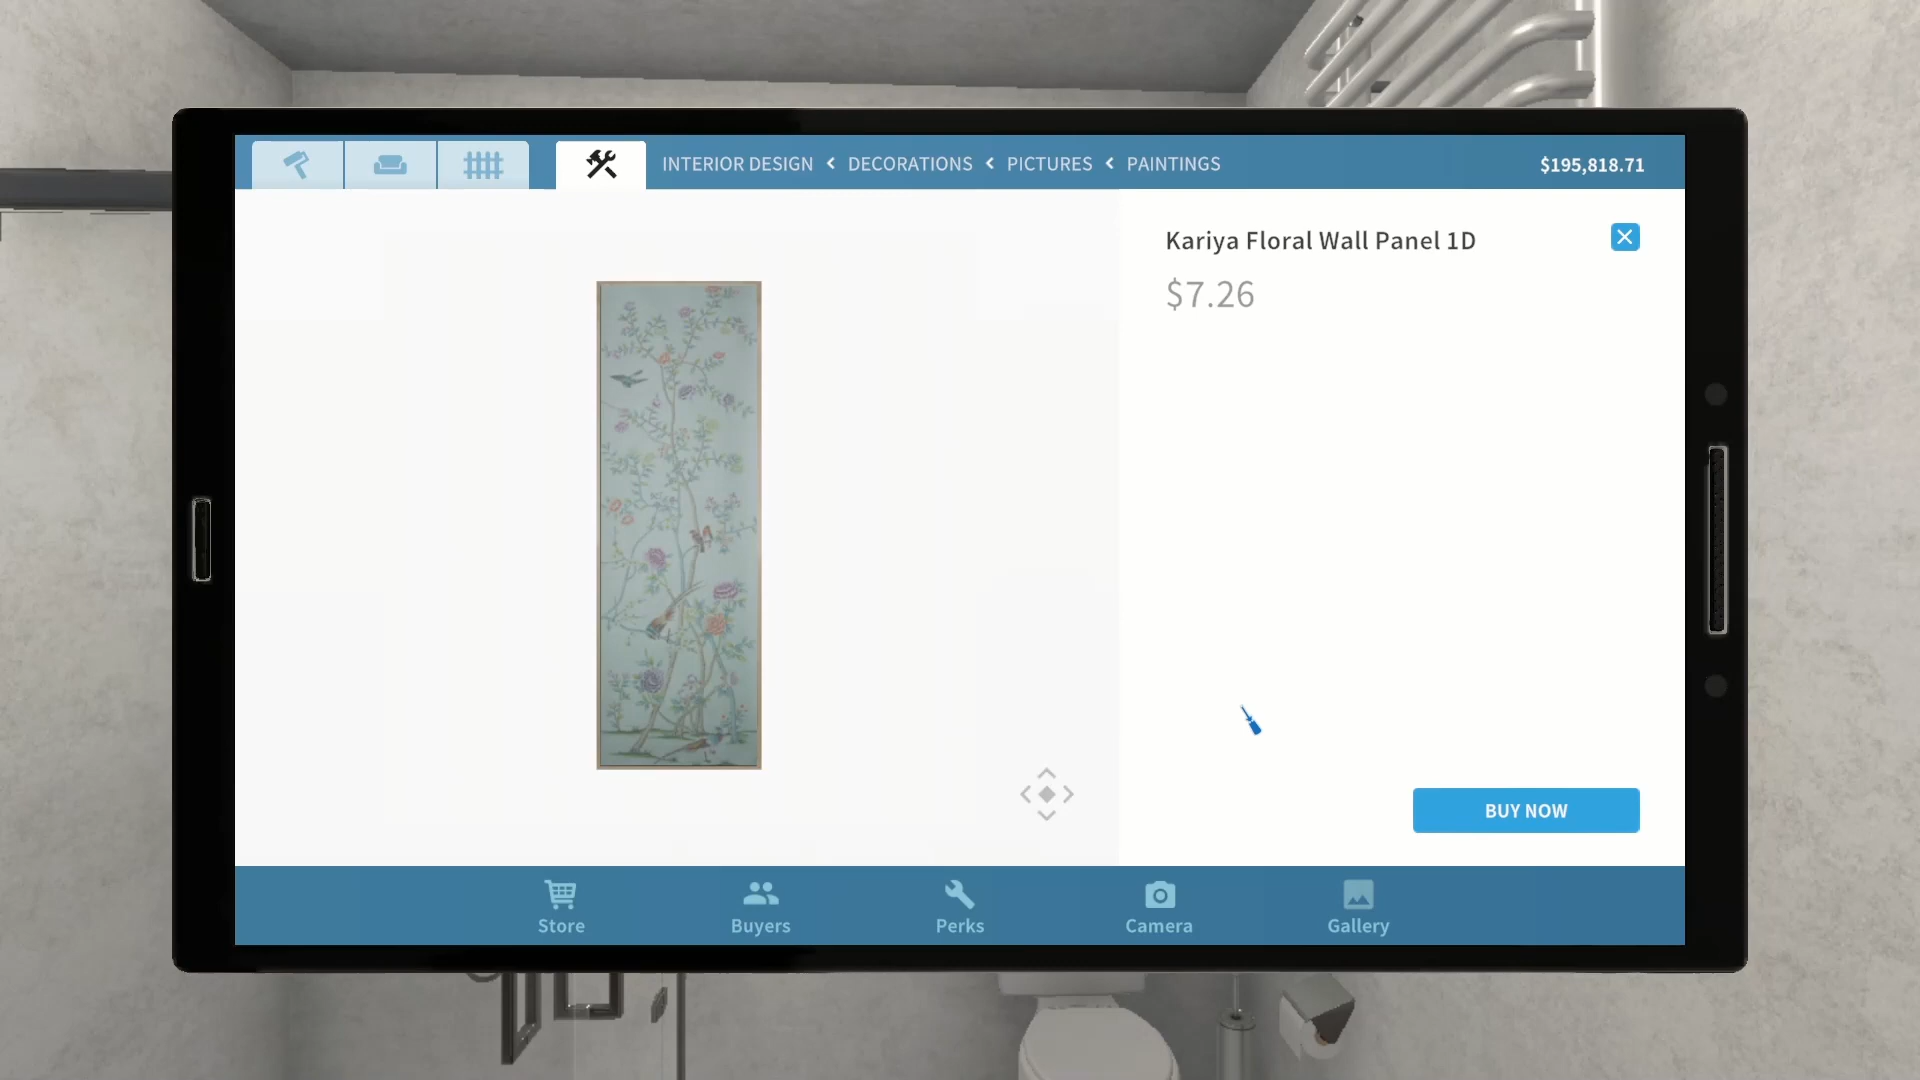 INTERIOR DESIGN < DECORATIONS < PICTURES < PAINTINGS
$195,818.71
Kariya Floral Wall Panel 1D
$7.26
BUY NOW
Store
Buyers
Perks
Camera
Gallery